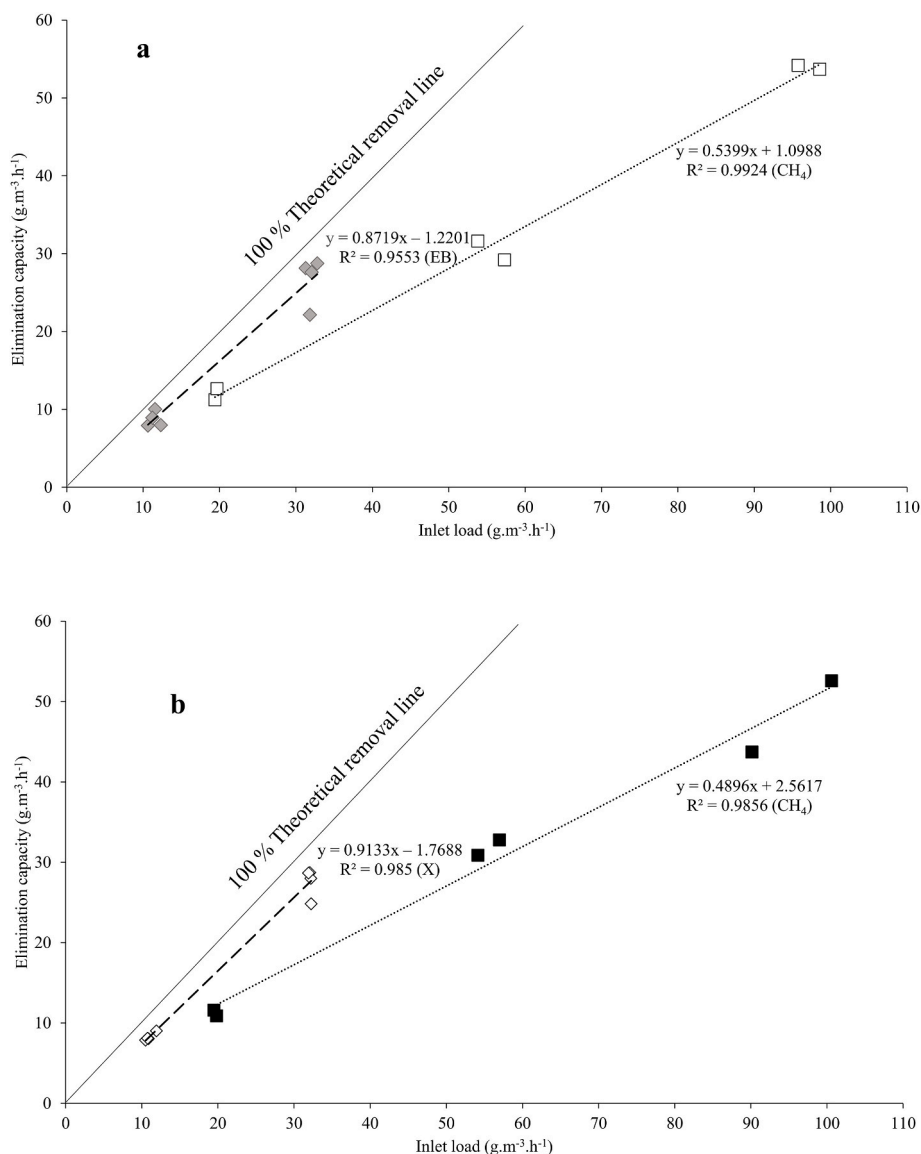 60
a
50
40
30
20
10
0
Elimination capacity (g.m⁻³.h⁻¹)
100 % Theoretical removal line
y = 0.5399x + 1.0988
R² = 0.9924 (CH₄)
y = 0.8719x – 1.2201
R² = 0.9553 (EB)
0 10 20 30 40 50 60 70 80 90 100 110
Inlet load (g.m⁻³.h⁻¹)
60
b
50
40
30
20
10
0
Elimination capacity (g.m⁻³.h⁻¹)
100 % Theoretical removal line
y = 0.4896x + 2.5617
R² = 0.9856 (CH₄)
y = 0.9133x – 1.7688
R² = 0.985 (X)
0 10 20 30 40 50 60 70 80 90 100 110
Inlet load (g.m⁻³.h⁻¹)